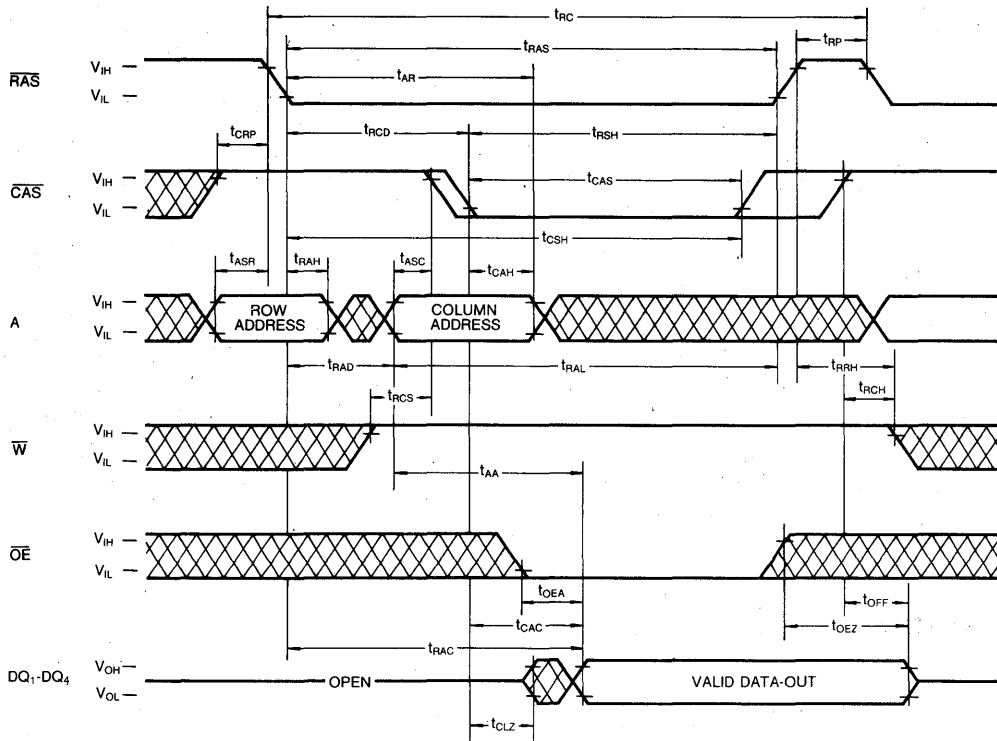 tRC
tRAS
tRP
tAR
RAS
VIH
VIL
tCRP
tRCD
tRSH
CAS
VIH
VIL
tCAS
tCSH
tASR
tRAH
tASC
tCAH
A
VIH
VIL
ROW
ADDRESS
COLUMN
ADDRESS
tRAD
tRAL
tRRH
tRCS
tRCH
W
VIH
VIL
tAA
OE
VIH
VIL
tOEA
tOFF
tCAC
tOEZ
tRAC
DQ1-DQ4
VOH
VOL
OPEN
VALID DATA-OUT
tCLZ